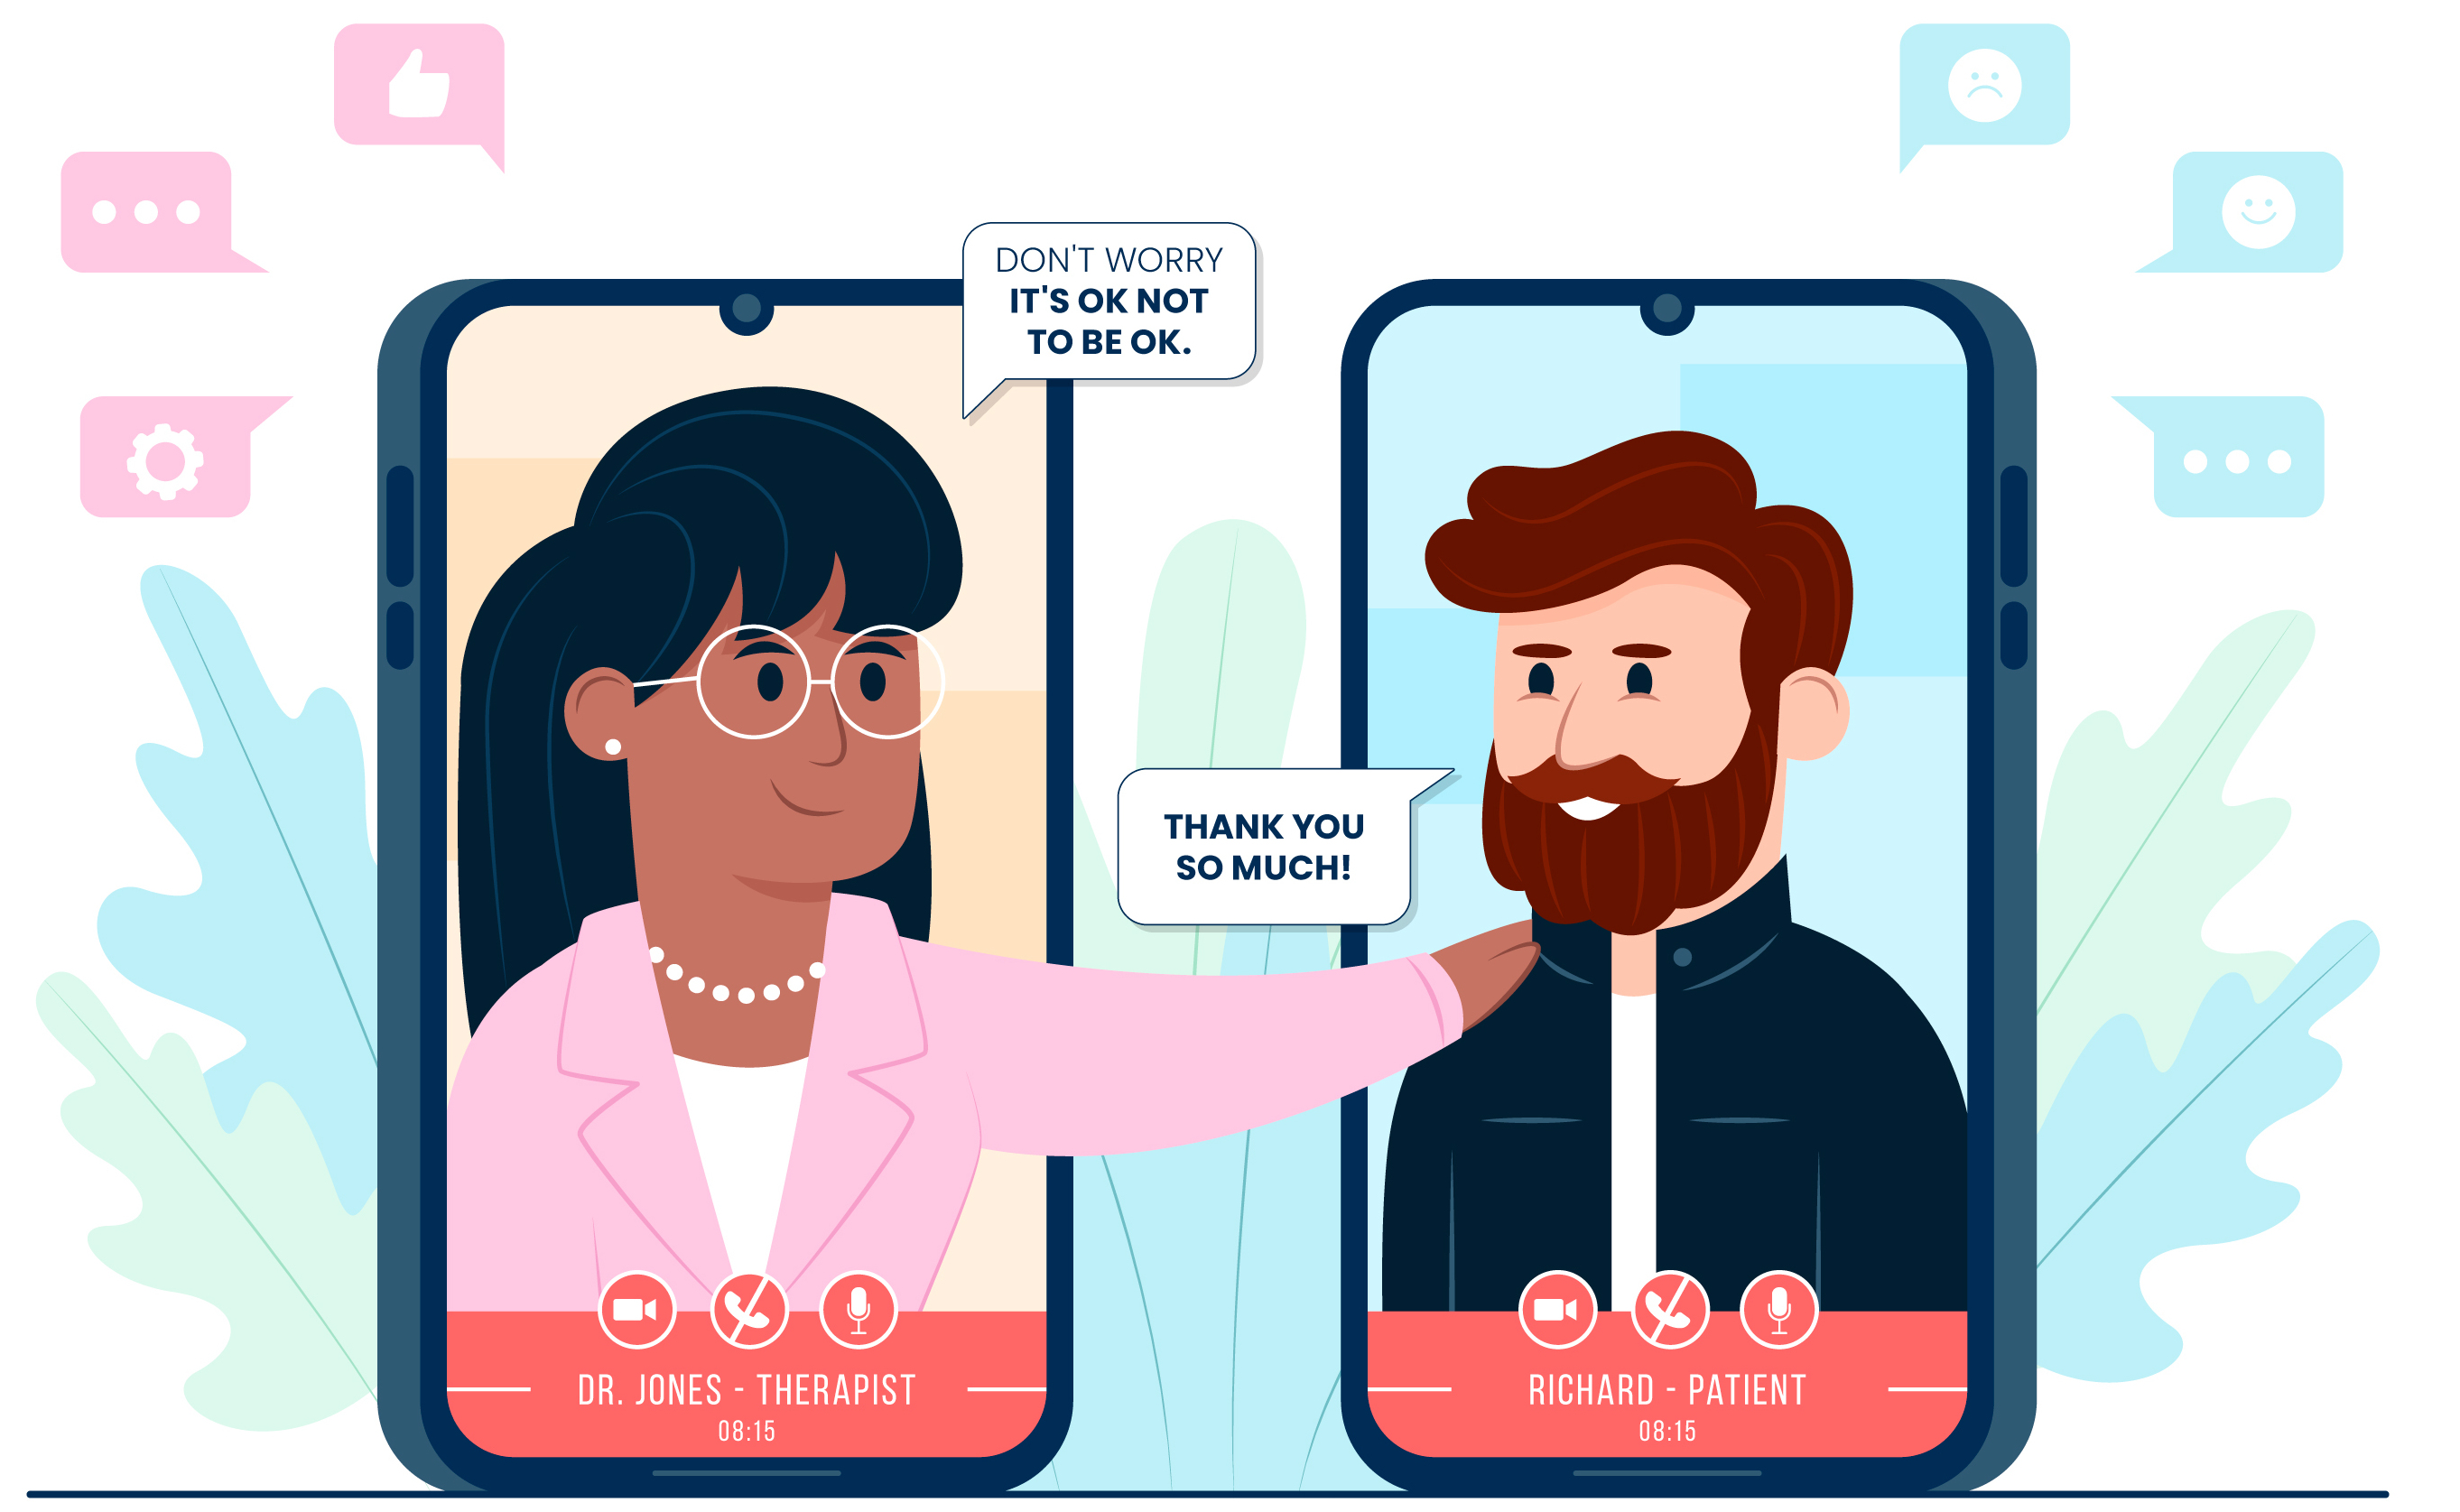 DON'T WORRY
IT'S OK NOT
TO BE OK.
THANK YOU
SO MUCH!
DR. JONES - THERAPIST
08:15
RICHARD - PATIENT
08:15